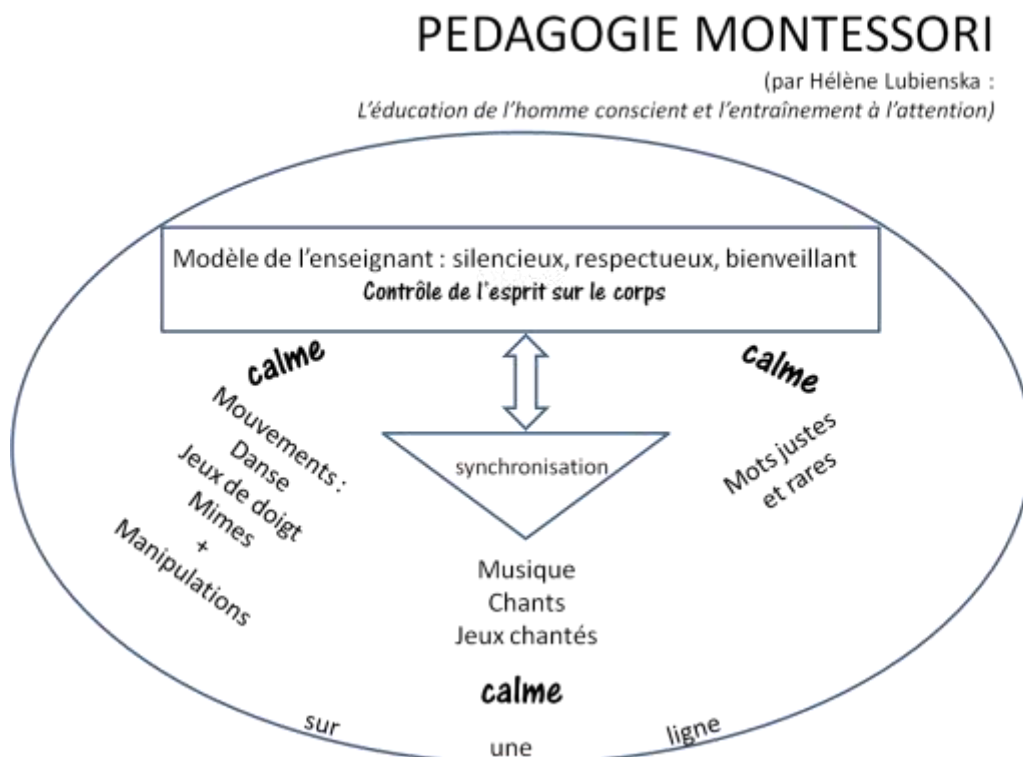 PEDAGOGIE MONTESSORI
(par Hélène Lubienska :
L'éducation de l'homme conscient et l'entraînement à l'attention)
Modèle de l'enseignant : silencieux, respectueux, bienveillant
Contrôle de l'esprit sur le corps
calme
Mouvements :
Danse
Jeux de doigt
Mimes
+
Manipulations
synchronisation
calme
Mots justes
et rares
Musique
Chants
Jeux chantés
calme
sur
une
ligne